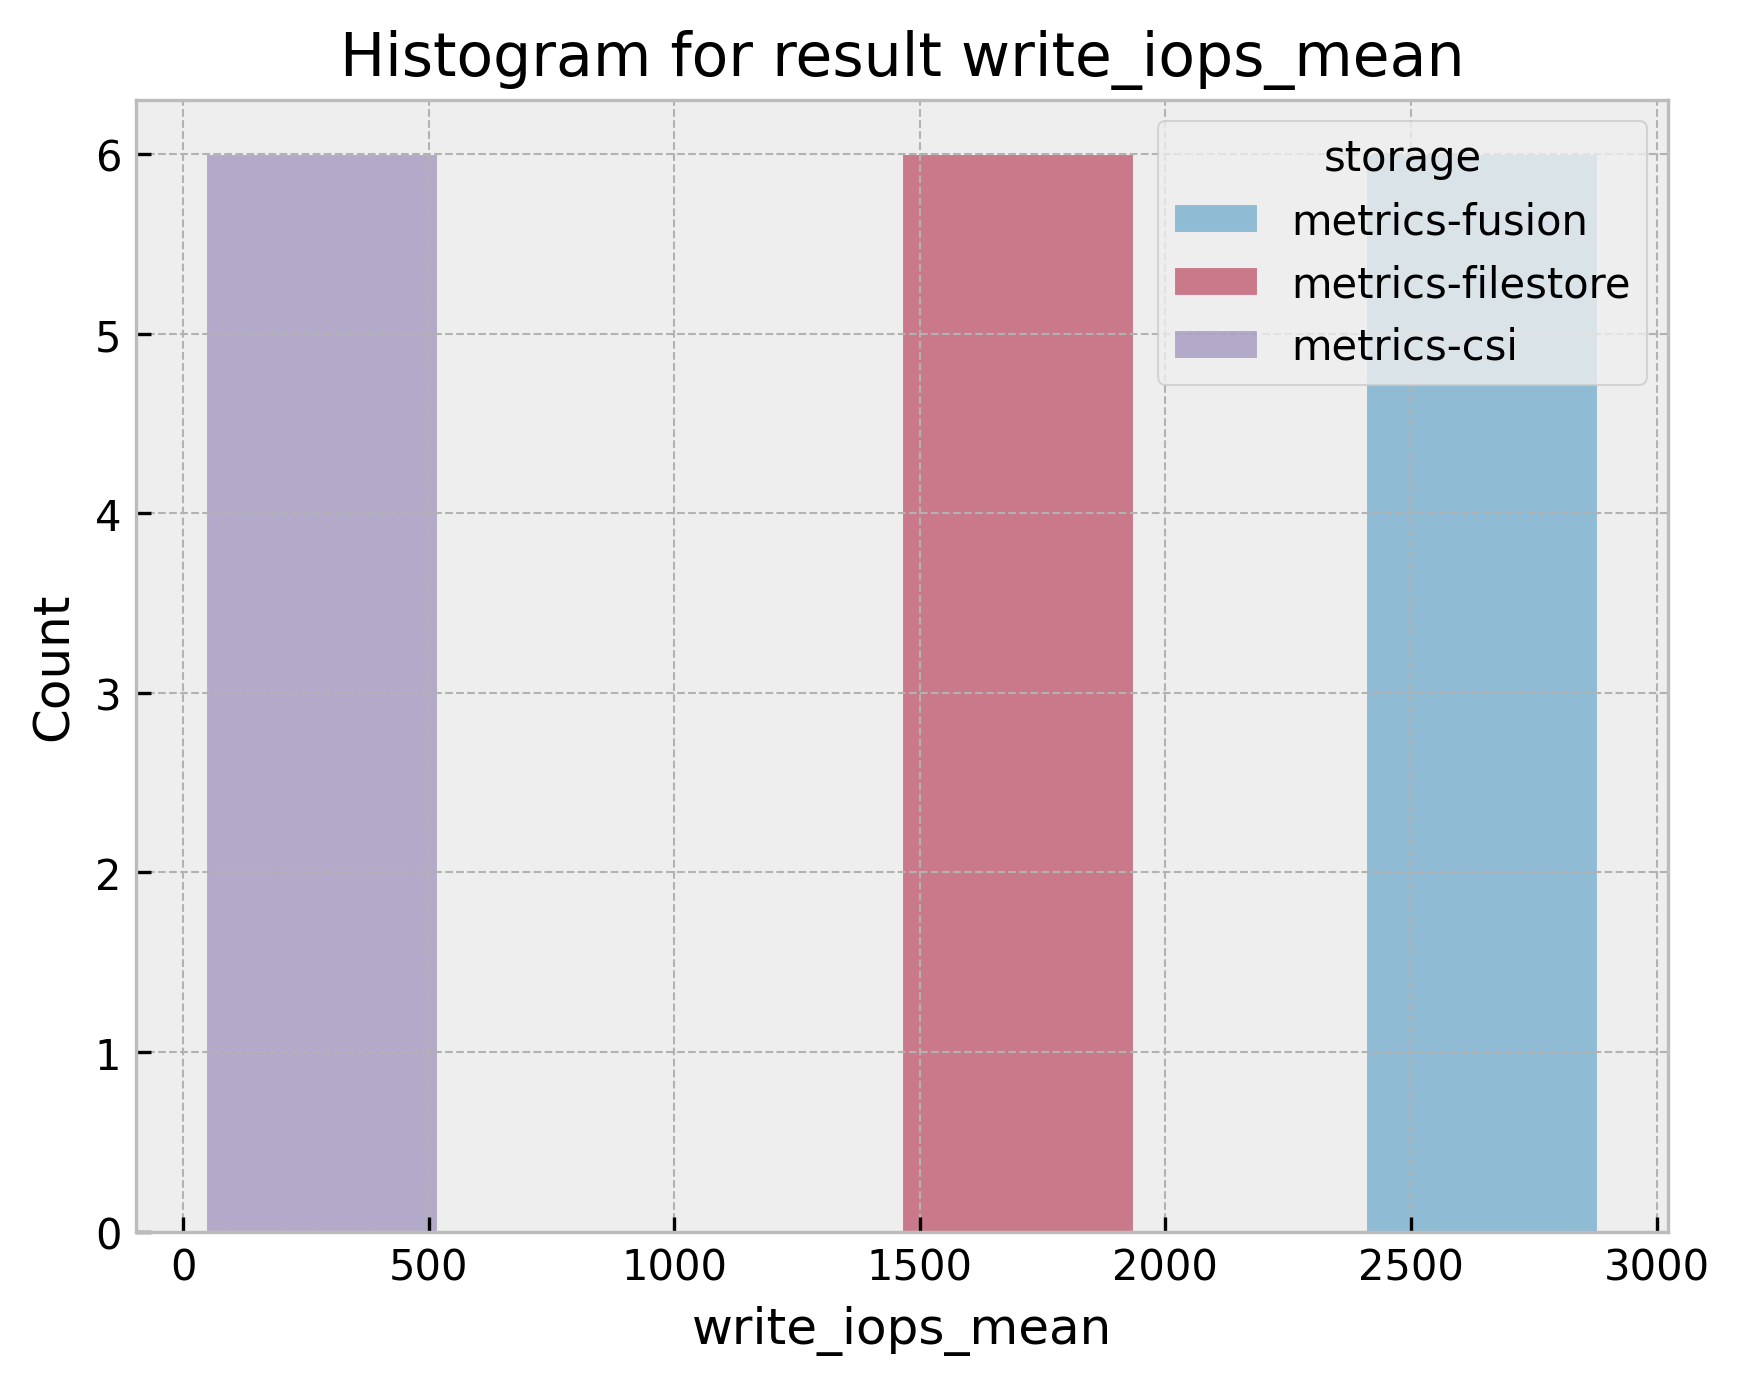 Histogram for result write_iops_mean
storage
metrics-fusion
metrics-filestore
metrics-csi
6
5
4
3
2
1
0
Count
0 500 1000 1500 2000 2500 3000
write_iops_mean